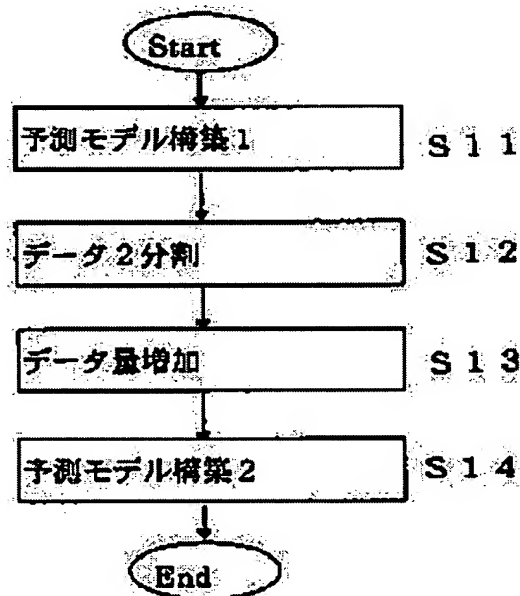 Start
予測モデル構築1 S11
データ2分割 S12
データ量増加 S13
予測モデル構築2 S14
End